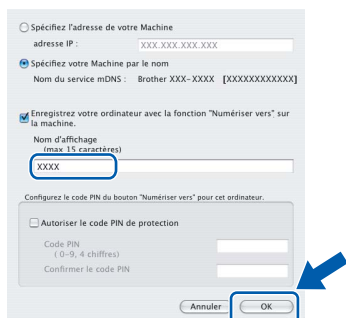 Spécifiez l'adresse de votre Machine
adresse IP : XXX.XXX.XXX.XXX
Spécifiez votre Machine par le nom
Nom du service mDNS : Brother XXX-XXXX [XXXXXXXXXXXX]
Enregistrez votre ordinateur avec la fonction "Numériser vers" sur
la machine.
Nom d'affichage
(max 15 caractères)
XXXX
Configurez le code PIN du bouton "Numériser vers" pour cet ordinateur.
Autoriser le code PIN de protection
Code PIN
( 0-9, 4 chiffres)
Confirmer le code PIN
Annuler OK